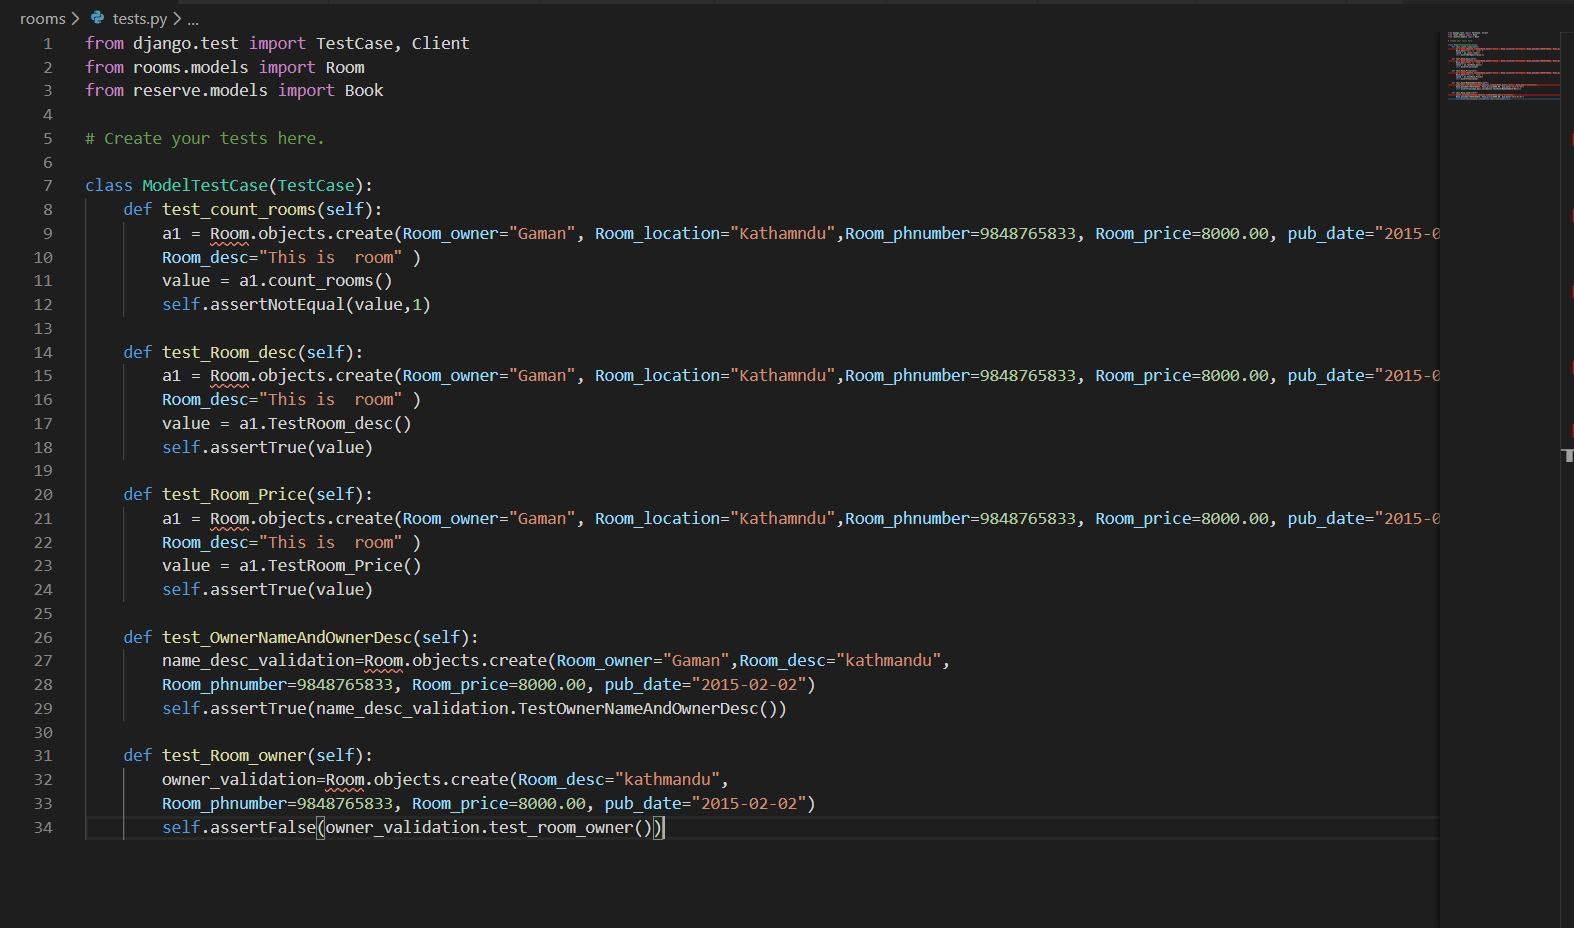 rooms > tests.py > ...
1 from django.test import TestCase, Client
2 from rooms.models import Room
3 from reserve.models import Book
4
5 # Create your tests here.
6
7 class ModelTestCase(TestCase):
8     def test_count_rooms(self):
9         a1 = Room.objects.create(Room_owner="Gaman", Room_location="Kathamndu",Room_phnumber=9848765833, Room_price=8000.00, pub_date="2015-0
10         Room_desc="This is  room" )
11         value = a1.count_rooms()
12         self.assertNotEqual(value,1)
13
14     def test_Room_desc(self):
15         a1 = Room.objects.create(Room_owner="Gaman", Room_location="Kathamndu",Room_phnumber=9848765833, Room_price=8000.00, pub_date="2015-0
16         Room_desc="This is  room" )
17         value = a1.TestRoom_desc()
18         self.assertTrue(value)
19
20     def test_Room_Price(self):
21         a1 = Room.objects.create(Room_owner="Gaman", Room_location="Kathamndu",Room_phnumber=9848765833, Room_price=8000.00, pub_date="2015-0
22         Room_desc="This is  room" )
23         value = a1.TestRoom_Price()
24         self.assertTrue(value)
25
26     def test_OwnerNameAndOwnerDesc(self):
27         name_desc_validation=Room.objects.create(Room_owner="Gaman",Room_desc="kathmandu",
28         Room_phnumber=9848765833, Room_price=8000.00, pub_date="2015-02-02")
29         self.assertTrue(name_desc_validation.TestOwnerNameAndOwnerDesc())
30
31     def test_Room_owner(self):
32         owner_validation=Room.objects.create(Room_desc="kathmandu",
33         Room_phnumber=9848765833, Room_price=8000.00, pub_date="2015-02-02")
34         self.assertFalse(owner_validation.test_room_owner())